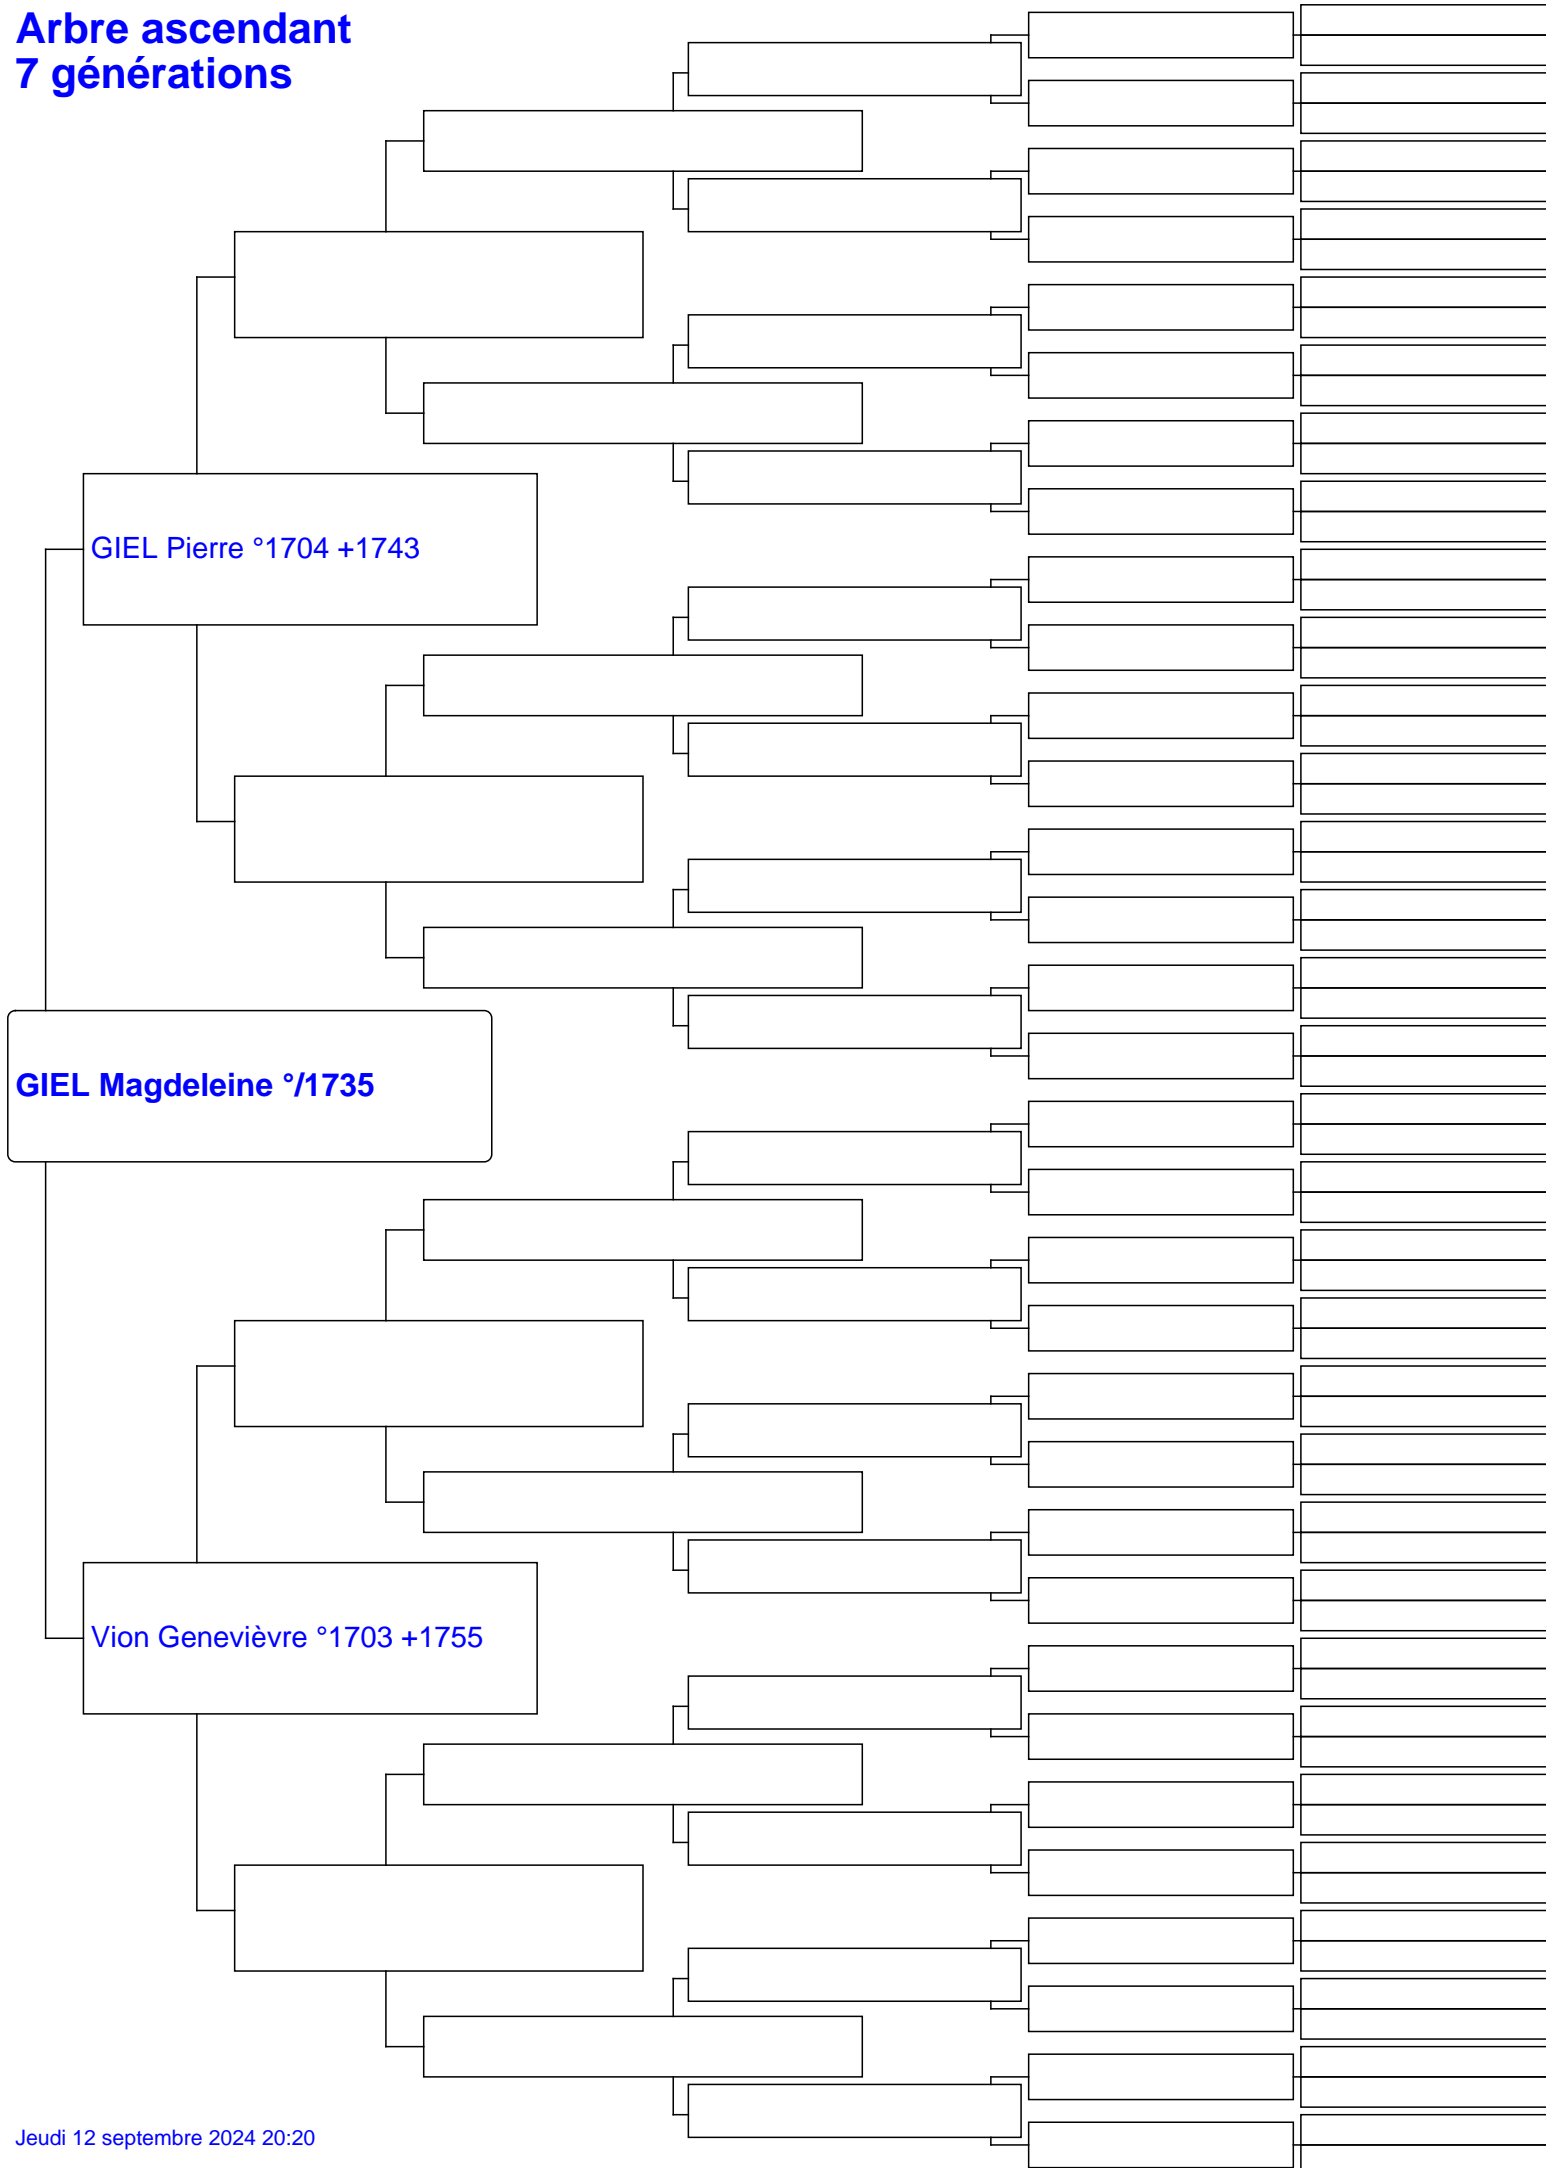 Arbre ascendant
7 générations
GIEL Pierre °1704 +1743
GIEL Magdeleine °/1735
Vion Genevièvre °1703 +1755
Jeudi 12 septembre 2024 20:20